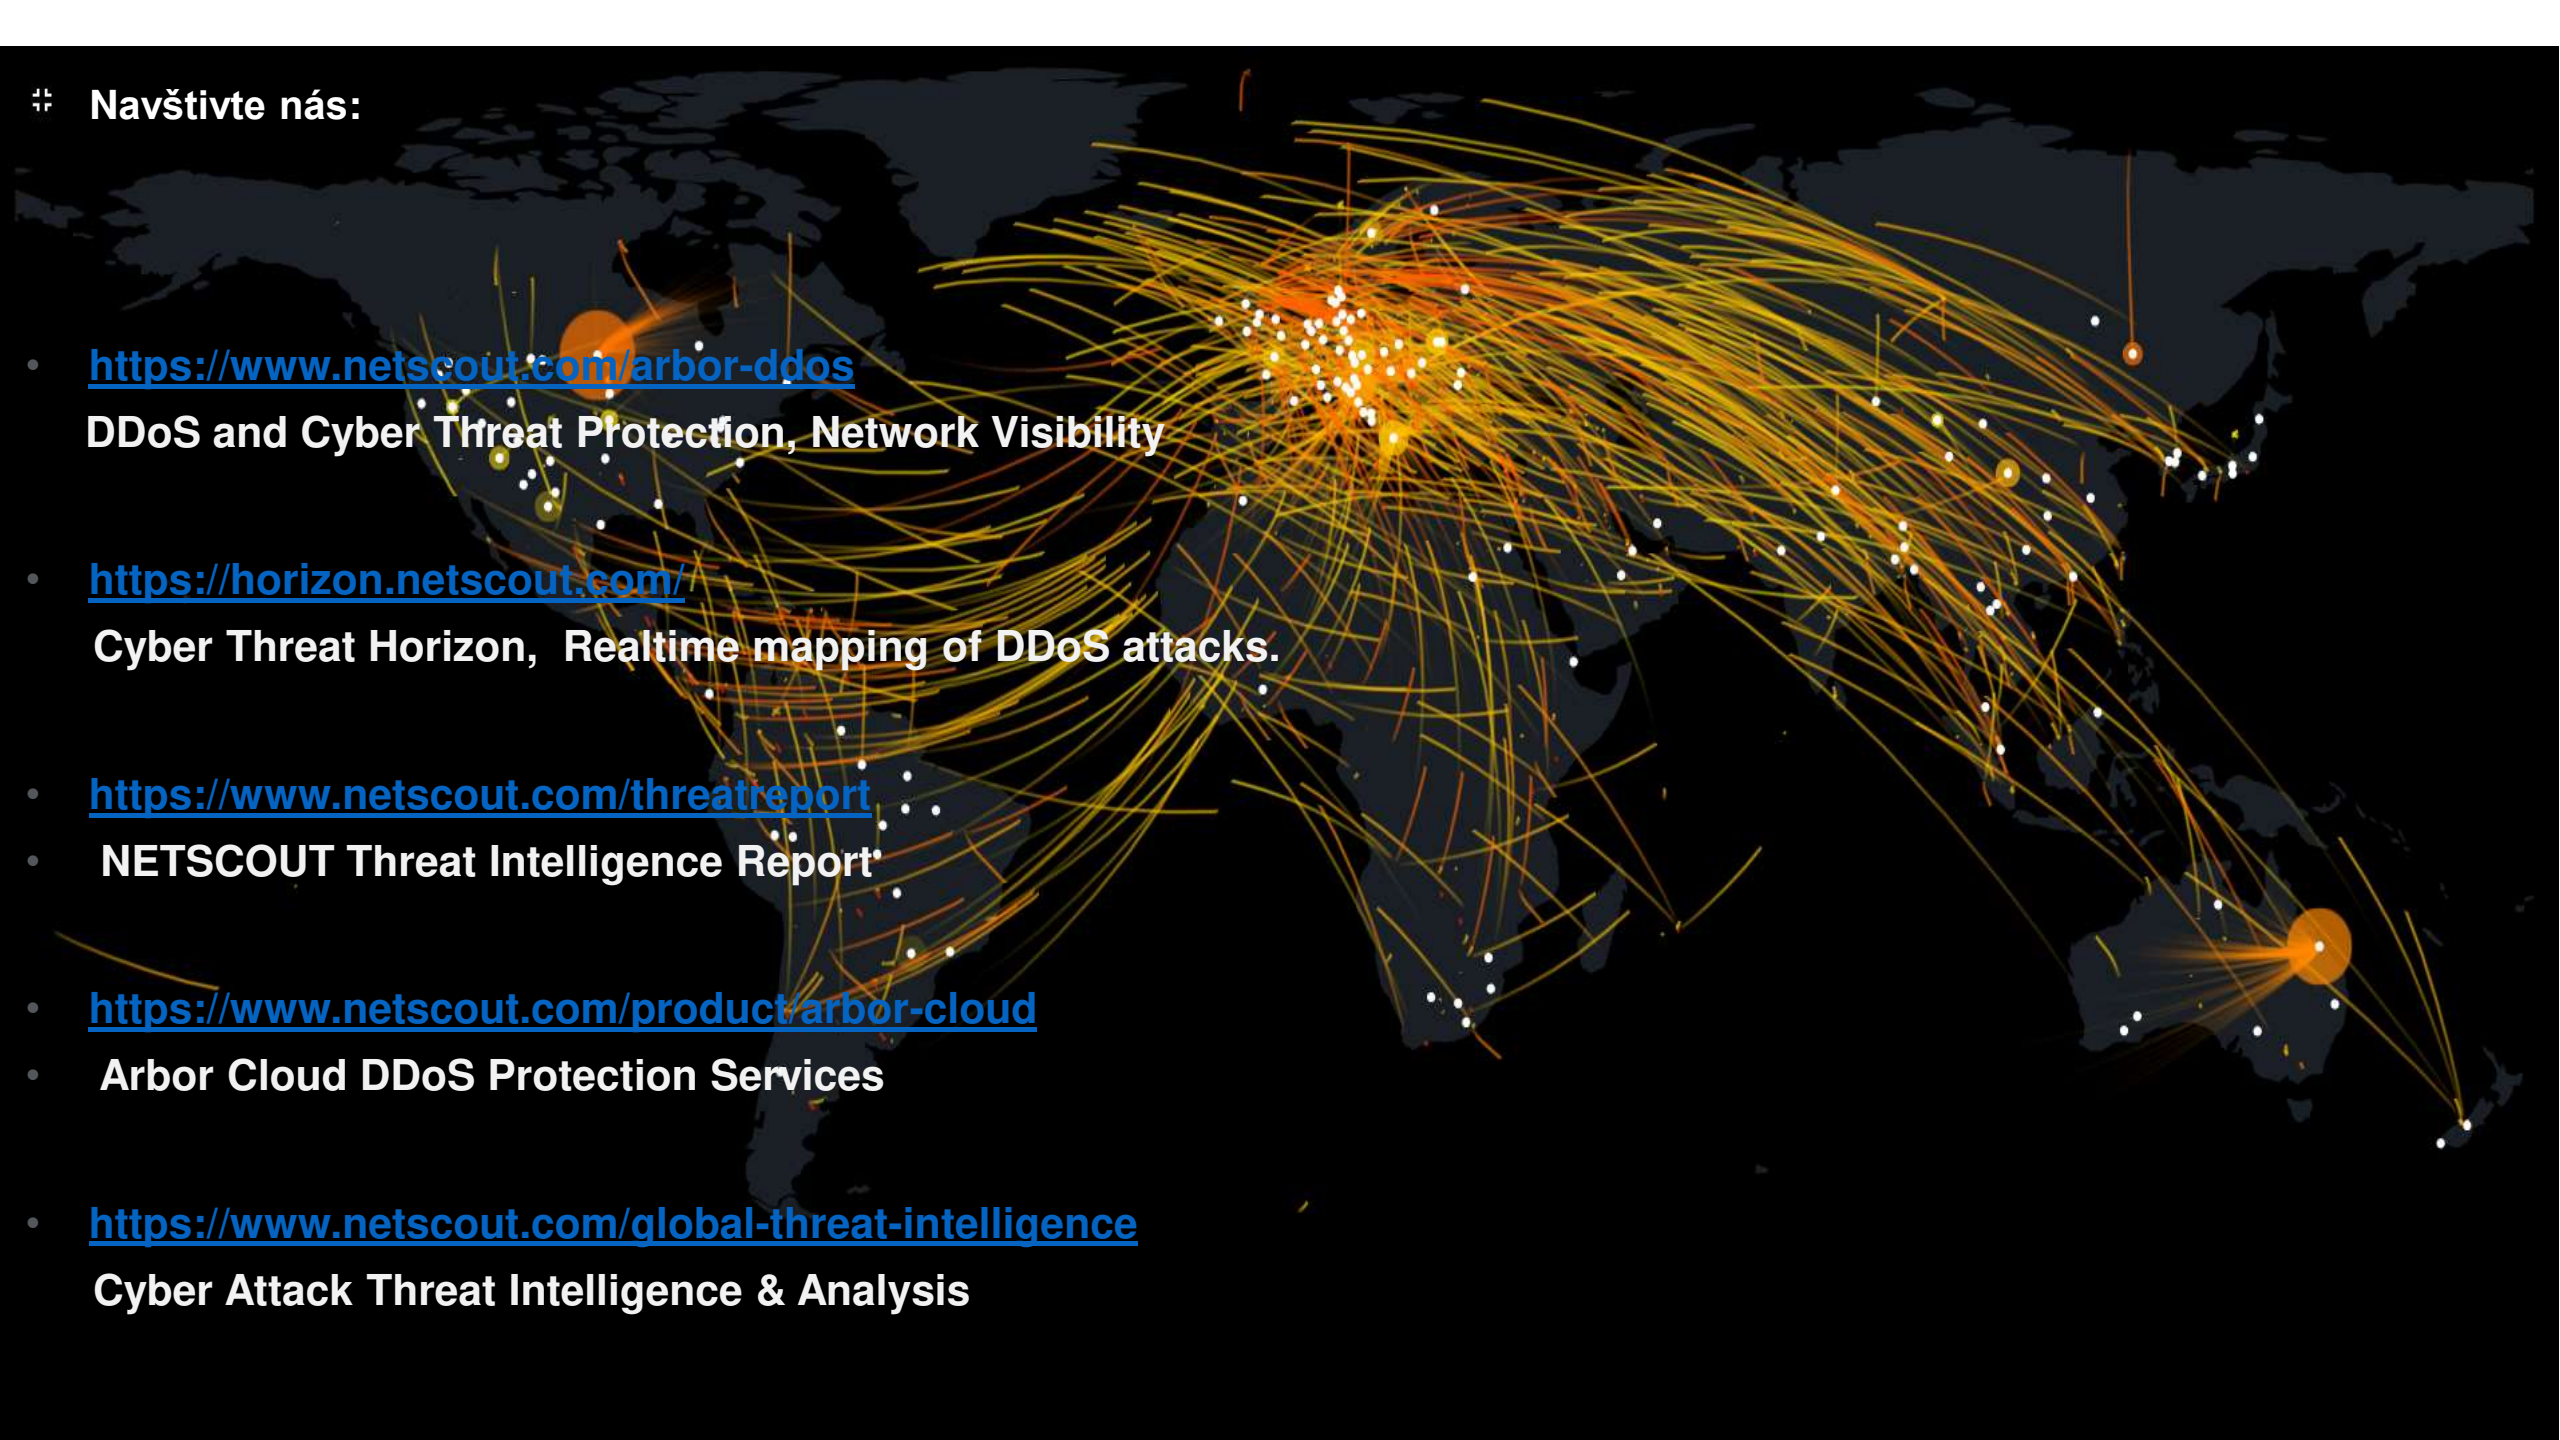 Navštivte nás:
• https://www.netscout.com/arbor-ddos
DDoS and Cyber Threat Protection, Network Visibility
• https://horizon.netscout.com/
Cyber Threat Horizon,  Realtime mapping of DDoS attacks.
• https://www.netscout.com/threatreport
• NETSCOUT Threat Intelligence Report
• https://www.netscout.com/product/arbor-cloud
• Arbor Cloud DDoS Protection Services
• https://www.netscout.com/global-threat-intelligence
Cyber Attack Threat Intelligence & Analysis